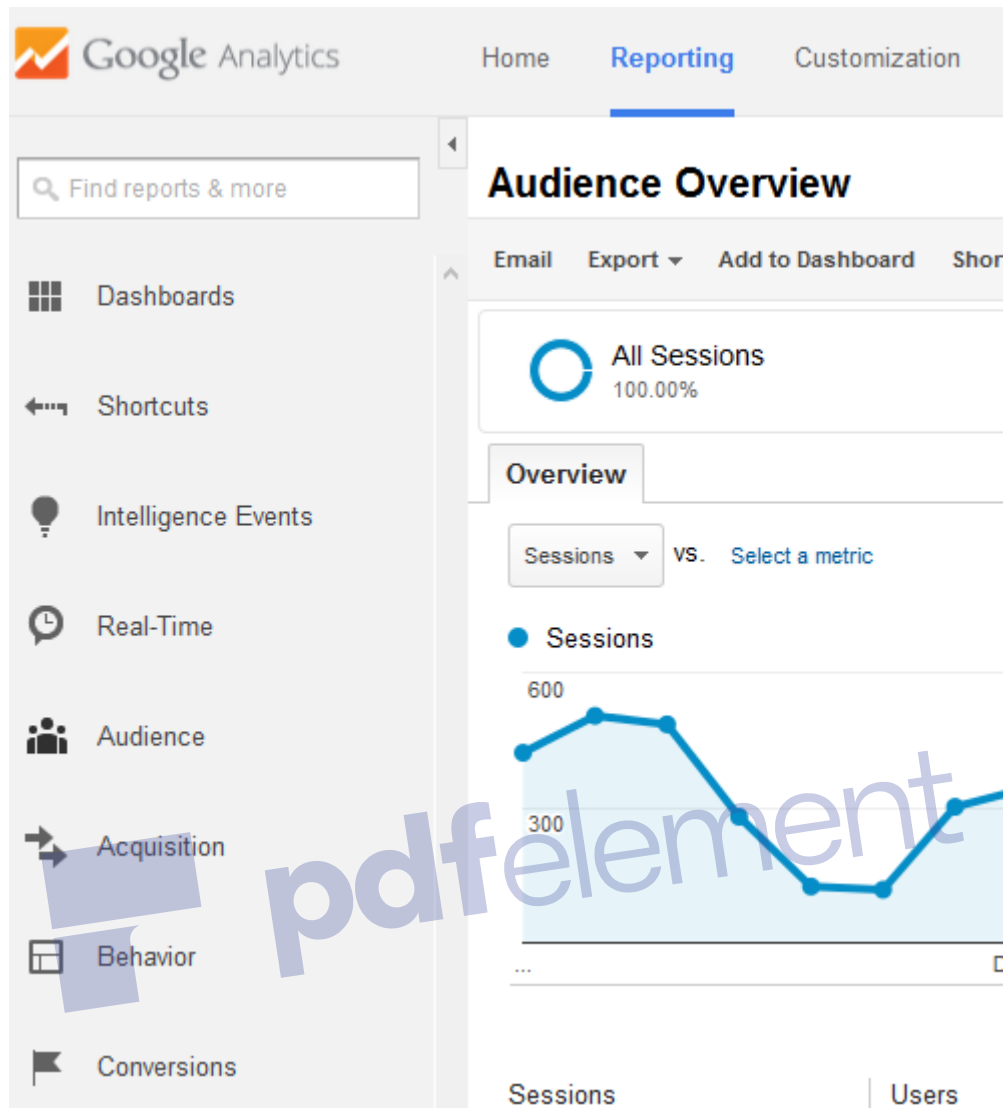 Google Analytics
Home Reporting Customization
Find reports & more
Dashboards
Shortcuts
Intelligence Events
Real-Time
Audience
Acquisition
Behavior
Conversions
Audience Overview
Email Export Add to Dashboard Shor
All Sessions
100.00%
Overview
Sessions vs. Select a metric
Sessions
600
300
...
D
Sessions Users
pdfelement